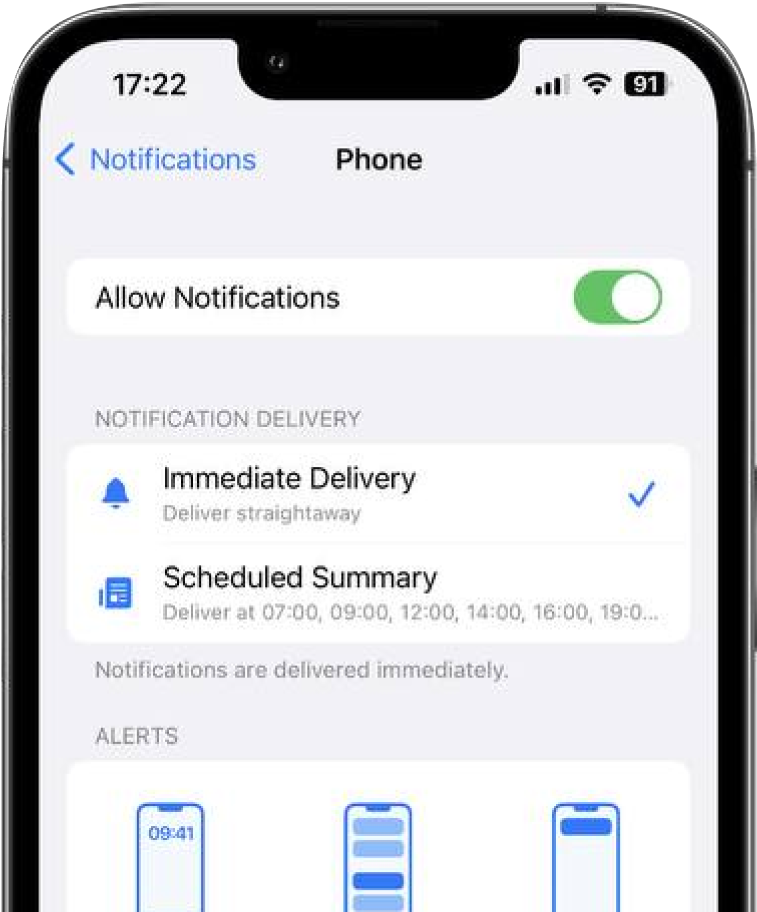 17:22
91
Notifications
Phone
Allow Notifications
NOTIFICATION DELIVERY
Immediate Delivery
Deliver straightaway
Scheduled Summary
Deliver at 07:00, 09:00, 12:00, 14:00, 16:00, 19:0...
Notifications are delivered immediately.
ALERTS
09:41